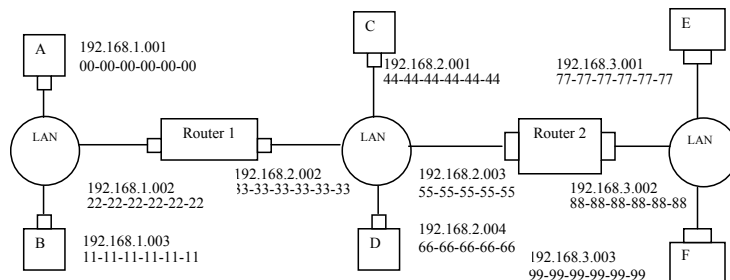 A
192.168.1.001
00-00-00-00-00-00
C
192.168.2.001
44-44-44-44-44-44
E
192.168.3.001
77-77-77-77-77-77
LAN
Router 1
LAN
Router 2
LAN
192.168.1.002
22-22-22-22-22-22
192.168.2.002
33-33-33-33-33-33
192.168.2.003
55-55-55-55-55
192.168.3.002
88-88-88-88-88-88
B
192.168.1.003
11-11-11-11-11-11
D
192.168.2.004
66-66-66-66-66
192.168.3.003
99-99-99-99-99-99
F